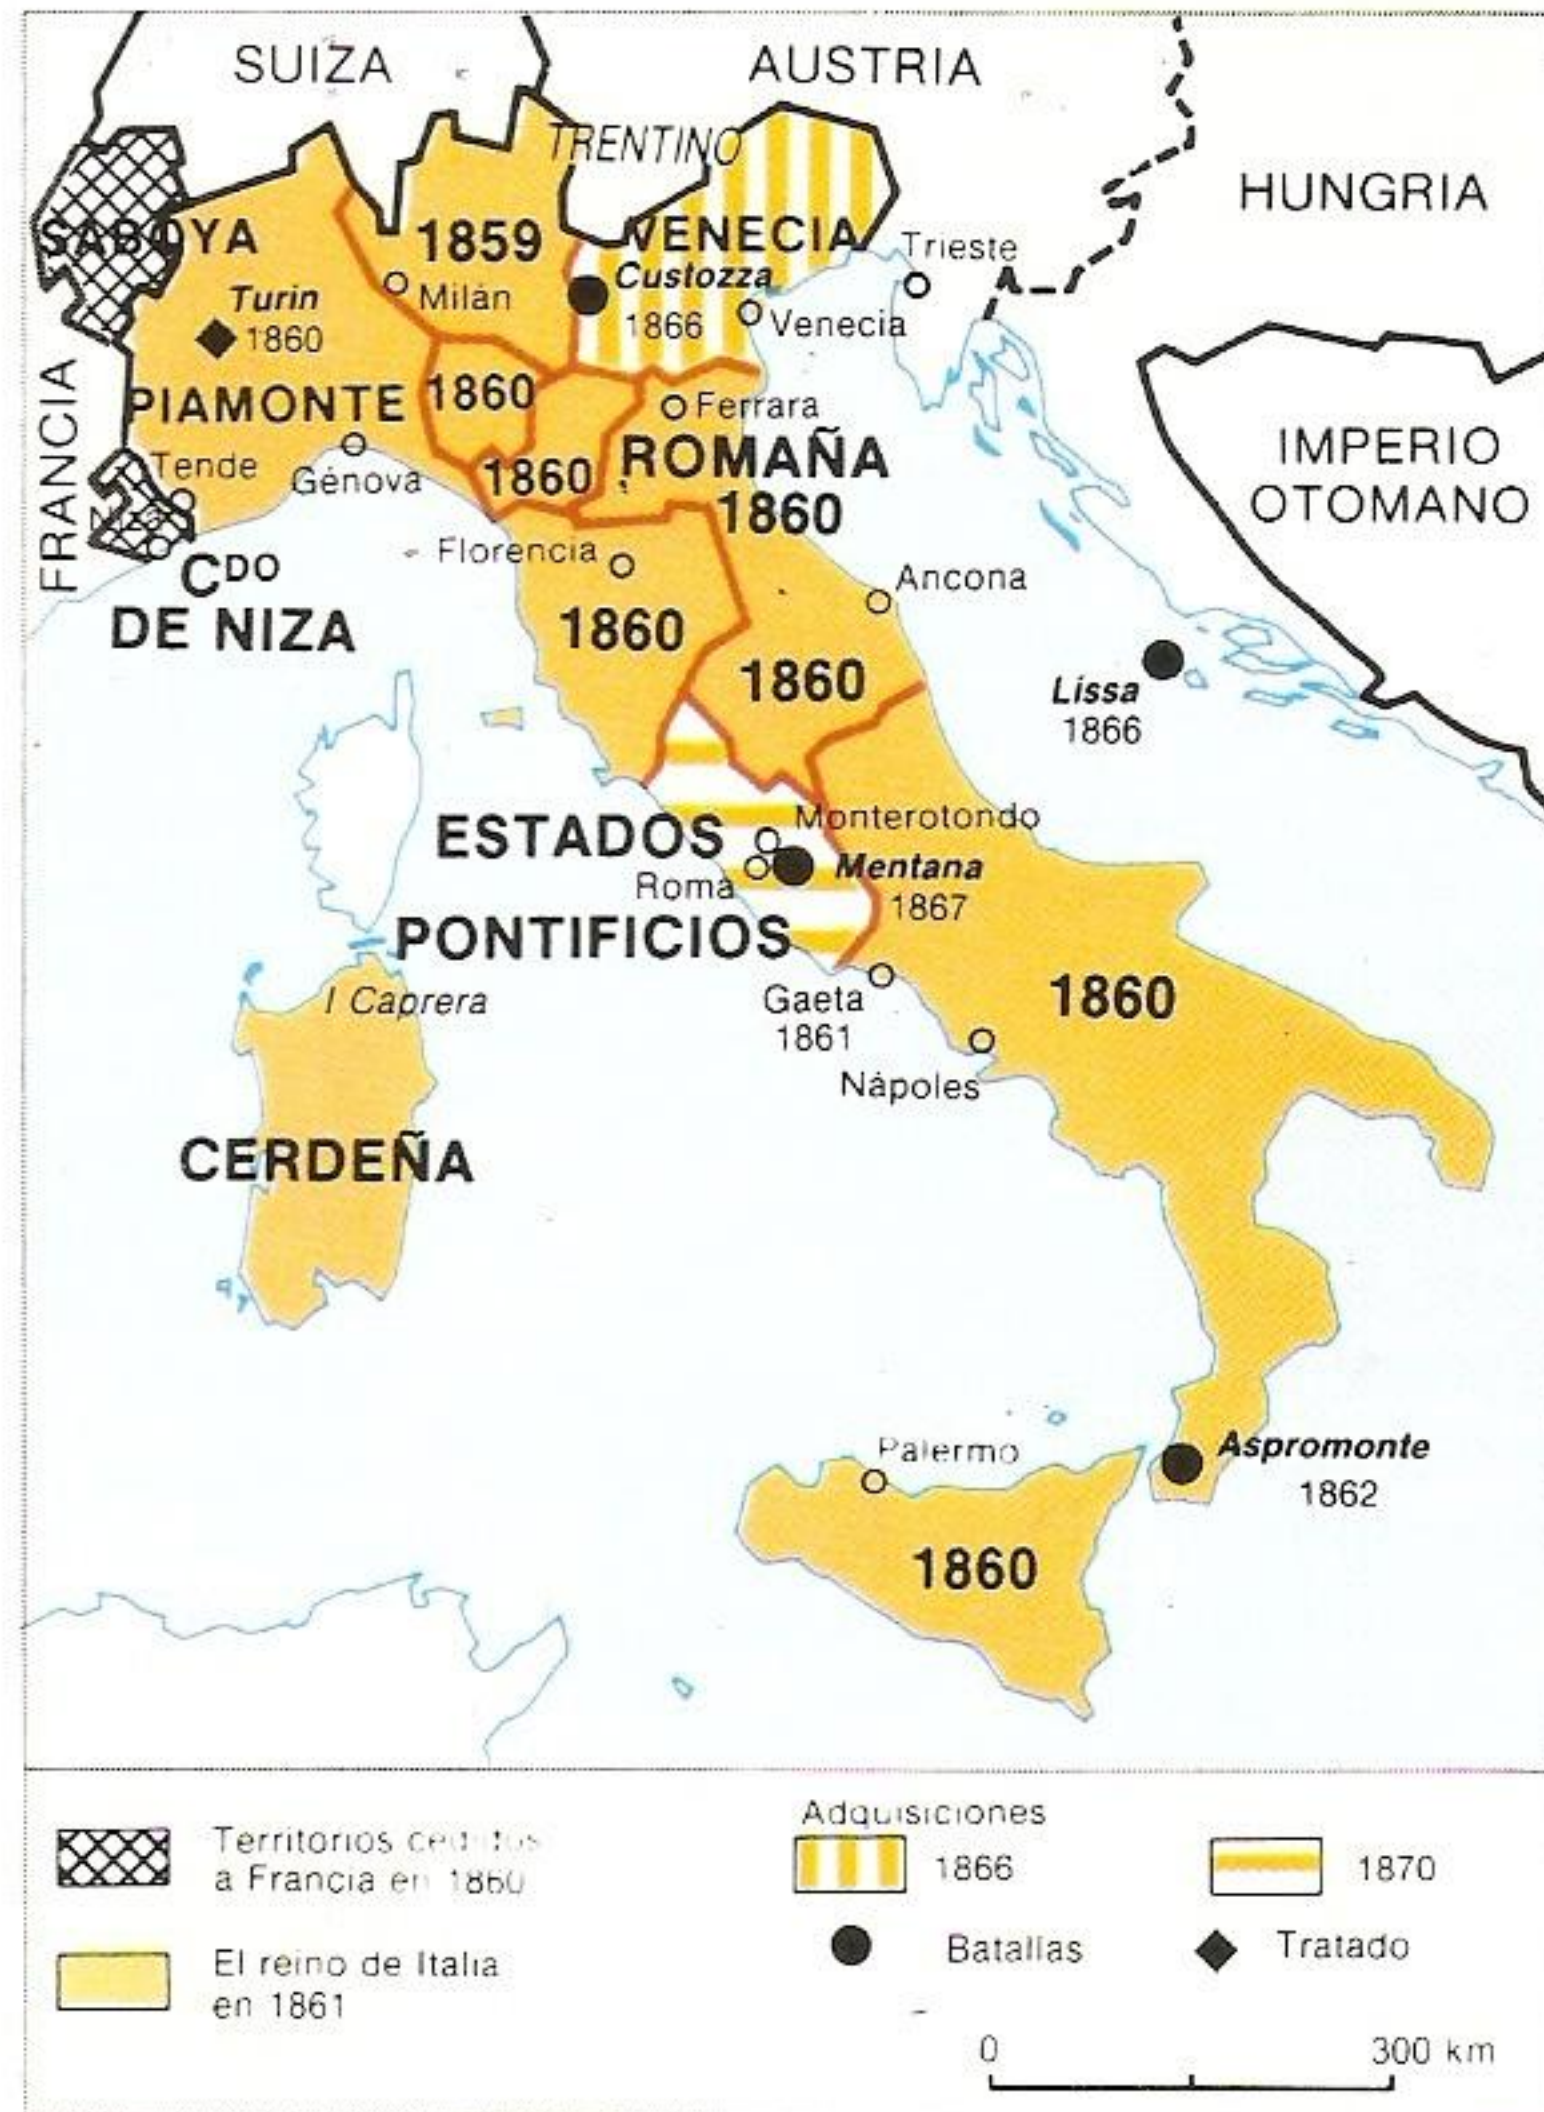 SUIZA
AUSTRIA
TRENTINO
HUNGRIA
SABOYA
1859
VENECIA
Trieste
Turin
1860
Milán
Custozza
1866
Venecia
FRANCIA
PIAMONTE
1860
Ferrara
IMPERIO
OTOMANO
Tende
Génova
1860
ROMAÑA
1860
Florencia
CDO
DE NIZA
Ancona
1860
1860
Lissa
1866
ESTADOS
PONTIFICIOS
Monterotondo
Roma
Mentana
1867
I Caprera
Gaeta
1861
1860
Nápoles
CERDEÑA
Palermo
Aspromonte
1862
1860
Territorios cedidos
a Francia en 1860
El reino de Italia
en 1861
Adquisiciones
1866
1870
Batallas
Tratado
0
300 km